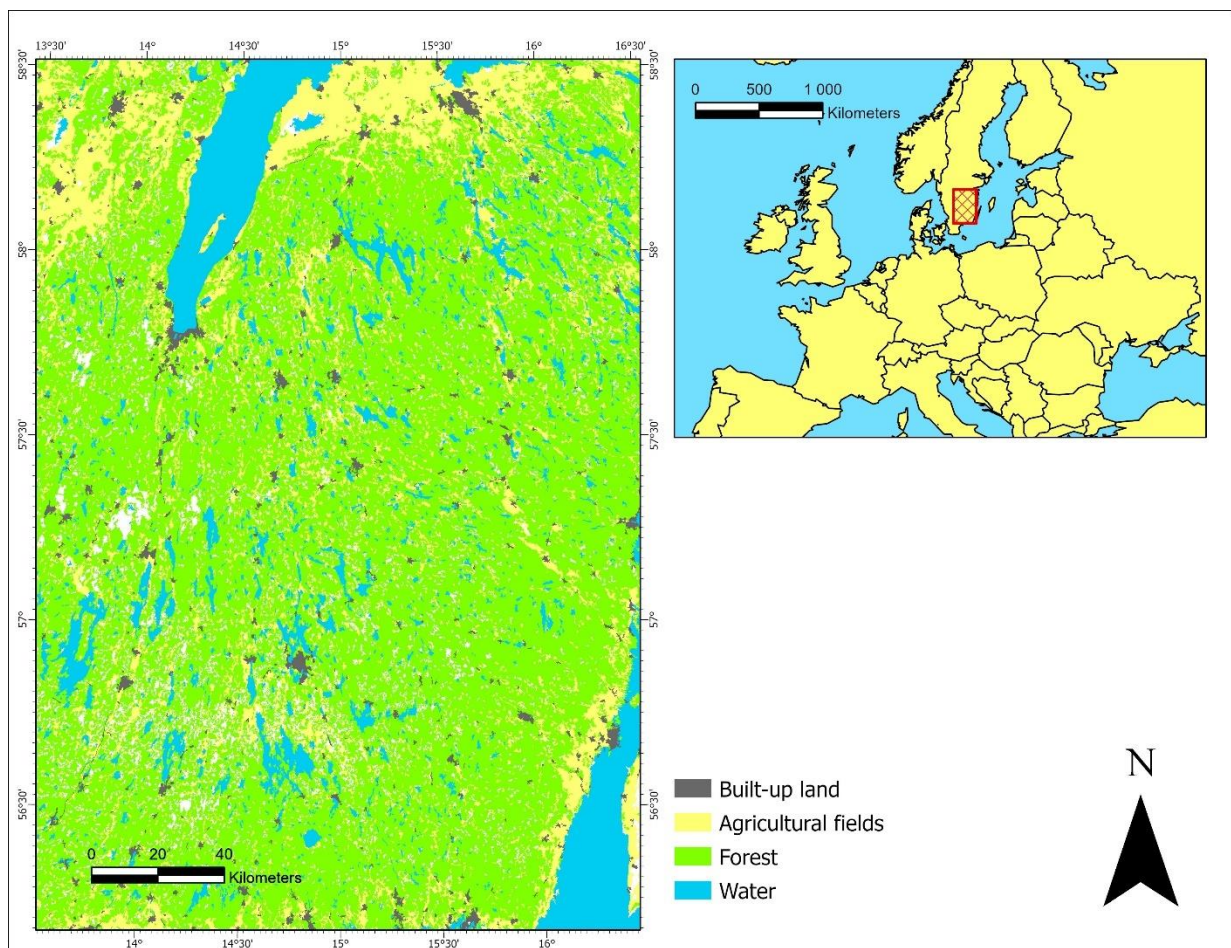 13°30' 14° 14°30' 15° 15°30' 16° 16°30'
58°30'
58°
57°30'
57°
56°30'
58°30'
58°
57°30'
57°
56°30'
0 20 40
Kilometers
14° 14°30' 15° 15°30' 16°
0 500 1 000
Kilometers
Built-up land
Agricultural fields
Forest
Water
N